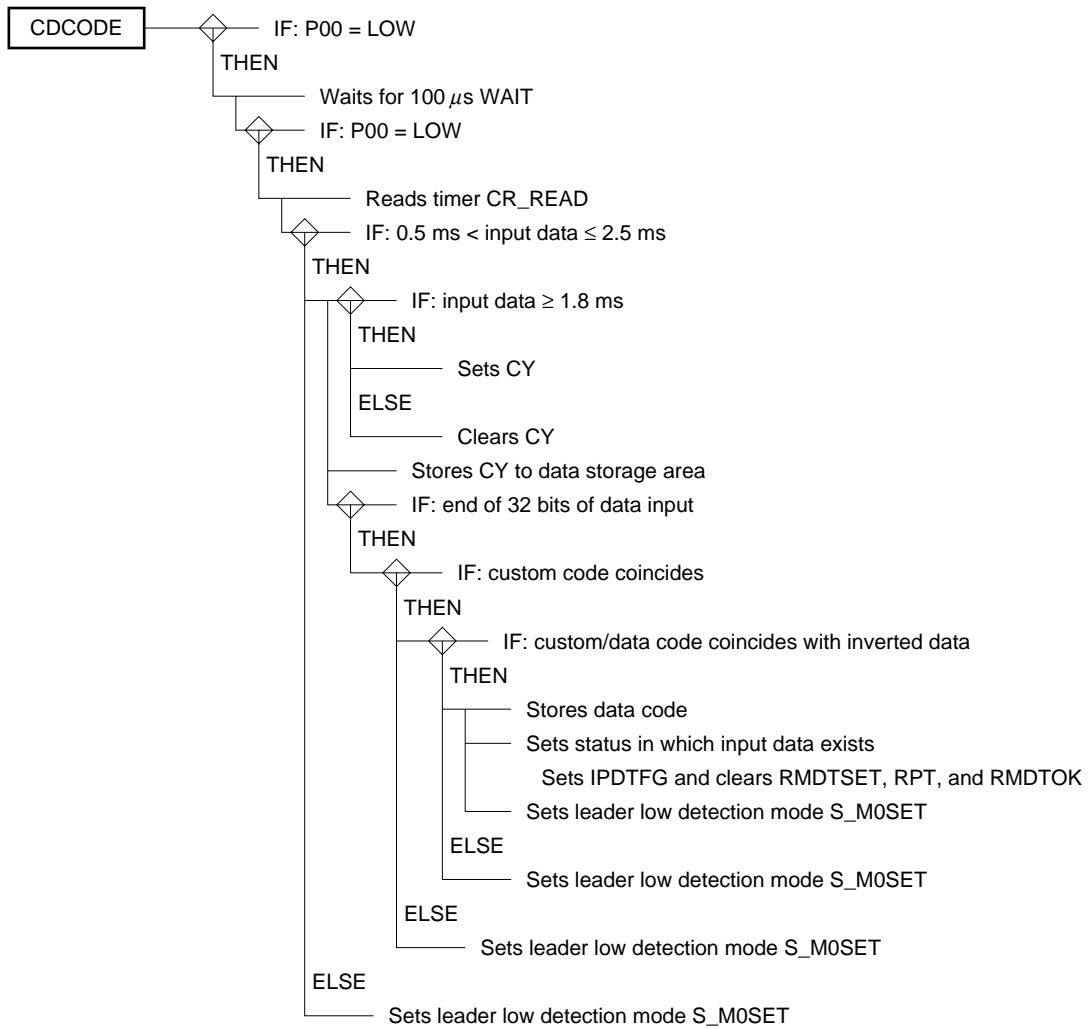 CDCODE
IF: P00 = LOW
THEN
Waits for 100 µs WAIT
IF: P00 = LOW
THEN
Reads timer CR_READ
IF: 0.5 ms < input data ≤ 2.5 ms
THEN
IF: input data ≥ 1.8 ms
THEN
Sets CY
ELSE
Clears CY
Stores CY to data storage area
IF: end of 32 bits of data input
THEN
IF: custom code coincides
THEN
IF: custom/data code coincides with inverted data
THEN
Stores data code
Sets status in which input data exists
Sets IPDTFG and clears RMDTSET, RPT, and RMDTOK
Sets leader low detection mode S_M0SET
ELSE
Sets leader low detection mode S_M0SET
ELSE
Sets leader low detection mode S_M0SET
ELSE
Sets leader low detection mode S_M0SET